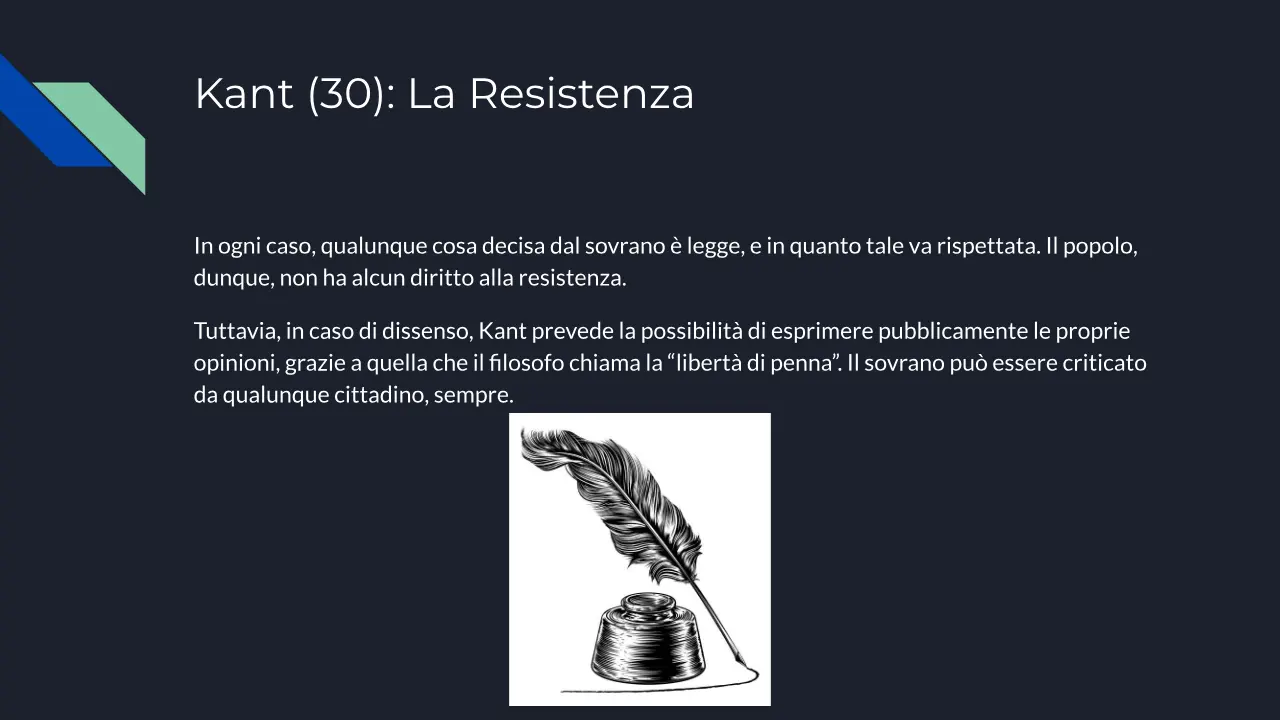 Kant (30): La Resistenza
In ogni caso, qualunque cosa decisa dal sovrano è legge, e in quanto tale va rispettata. Il popolo,
dunque, non ha alcun diritto alla resistenza.
Tuttavia, in caso di dissenso, Kant prevede la possibilità di esprimere pubblicamente le proprie
opinioni, grazie a quella che il filosofo chiama la “libertà di penna”. Il sovrano può essere criticato
da qualunque cittadino, sempre.